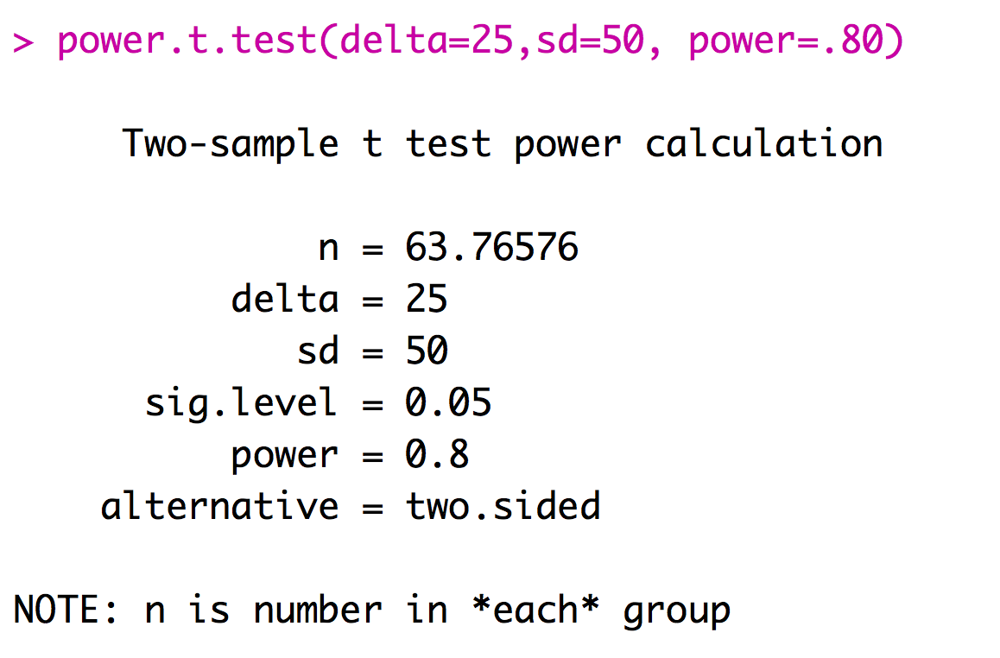 > power.t.test(delta=25,sd=50, power=.80)
Two-sample t test power calculation
n = 63.76576
delta = 25
sd = 50
sig.level = 0.05
power = 0.8
alternative = two.sided
NOTE: n is number in *each* group